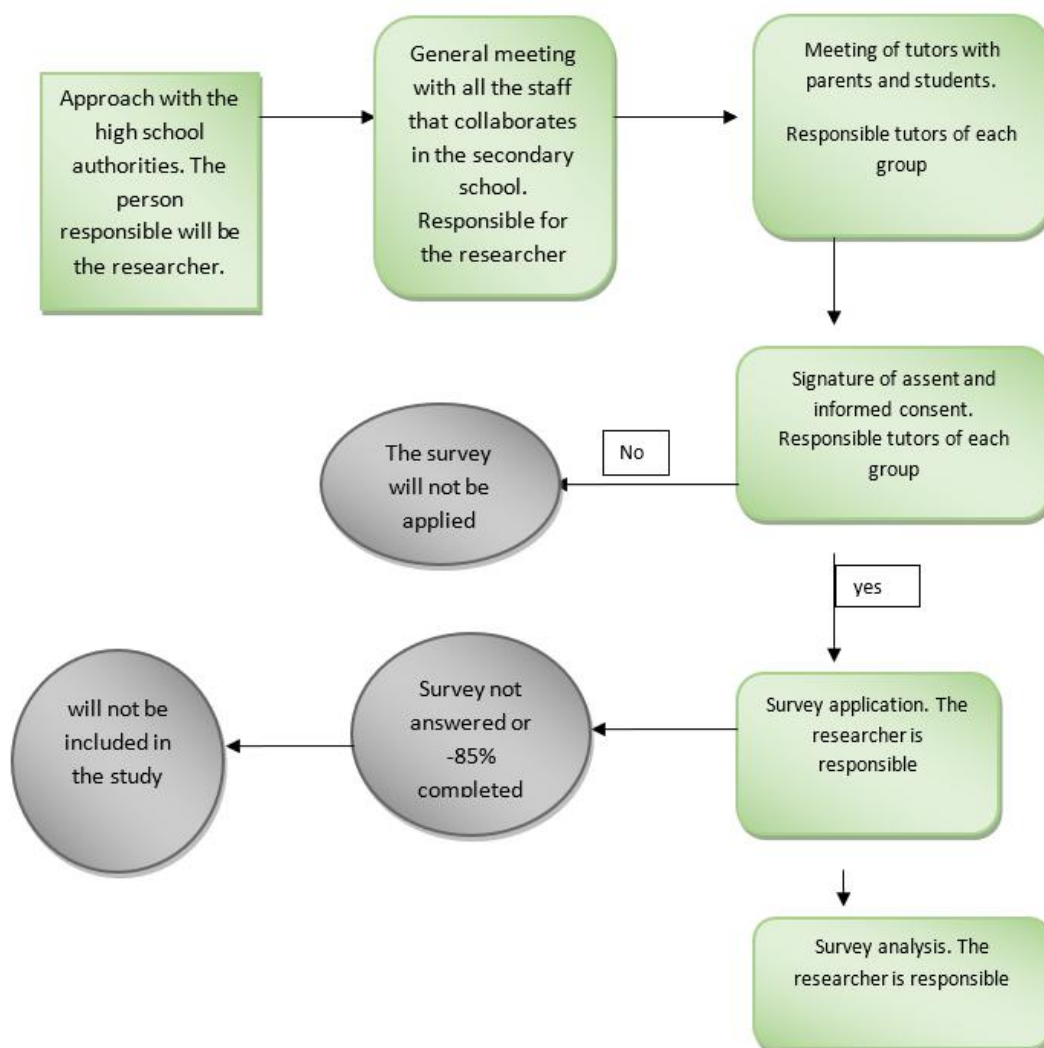 Approach with the
high school
authorities. The
person
responsible will be
the researcher.
General meeting
with all the staff
that collaborates
in the secondary
school.
Responsible for
the researcher
Meeting of tutors with
parents and students.
Responsible tutors of each
group
Signature of assent and
informed consent.
Responsible tutors of each
group
No
The survey
will not be
applied
yes
Survey application. The
researcher is
responsible
Survey not
answered or
-85%
completed
will not be
included in
the study
Survey analysis. The
researcher is responsible